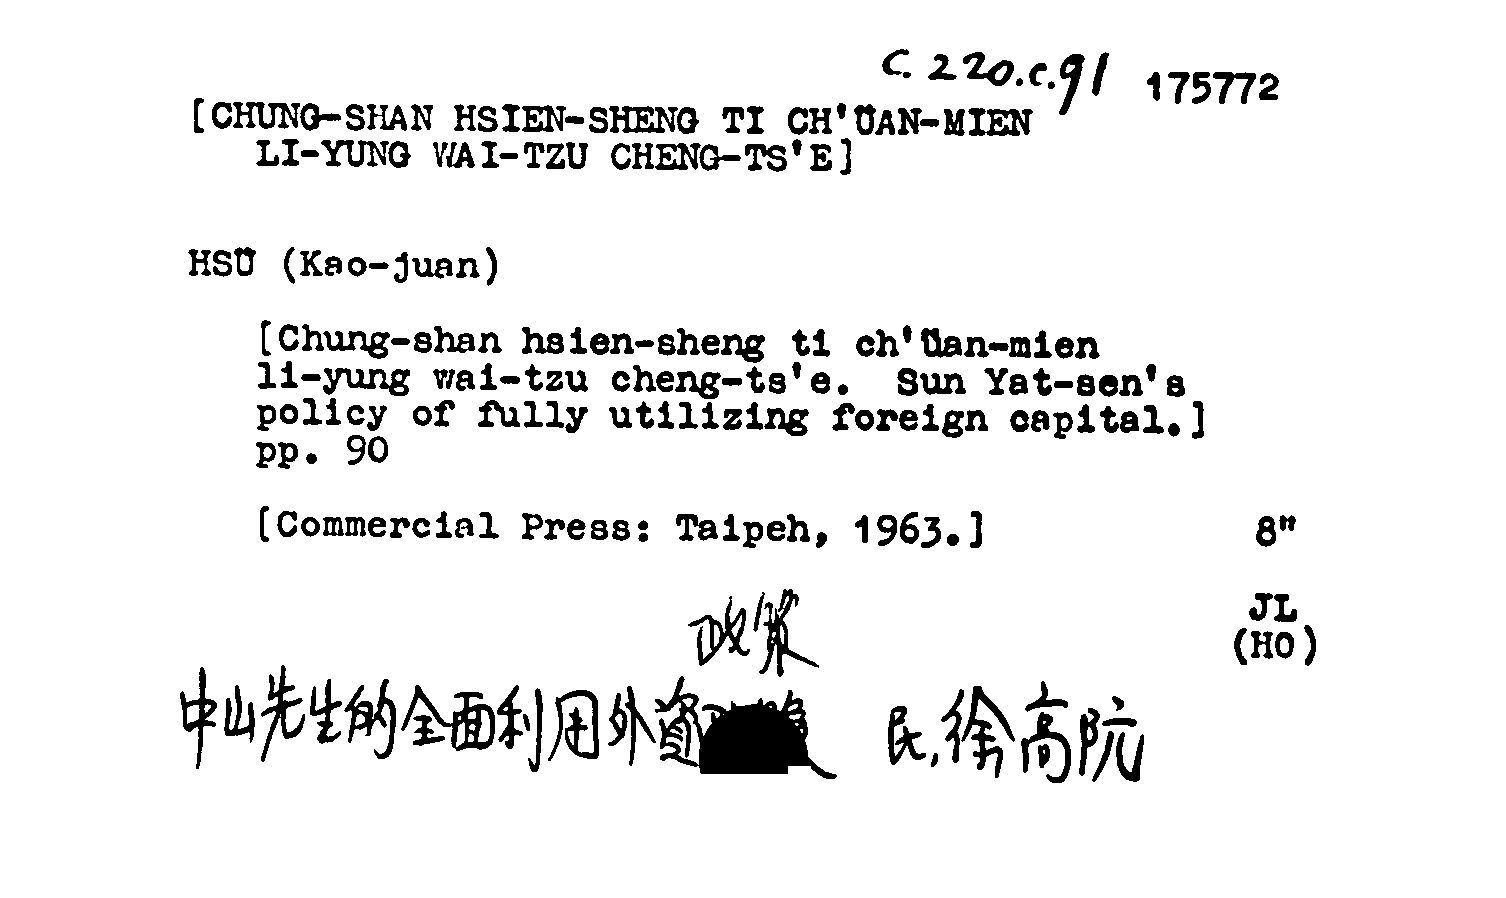 C. 220.c.91 175772
[CHUNG-SHAN HSIEN-SHENG TI CH'ÜAN-MIEN
LI-YUNG WAI-TZU CHENG-TS'E]
HSÜ (Kao-juan)
[Chung-shan hsien-sheng ti ch'üan-mien
li-yung wai-tzu cheng-ts'e. Sun Yat-sen's
policy of fully utilizing foreign capital.]
pp. 90
[Commercial Press: Taipeh, 1963.] 8"
JL
(HO)
政策
中山先生的全面利用外資 民,徐高阮